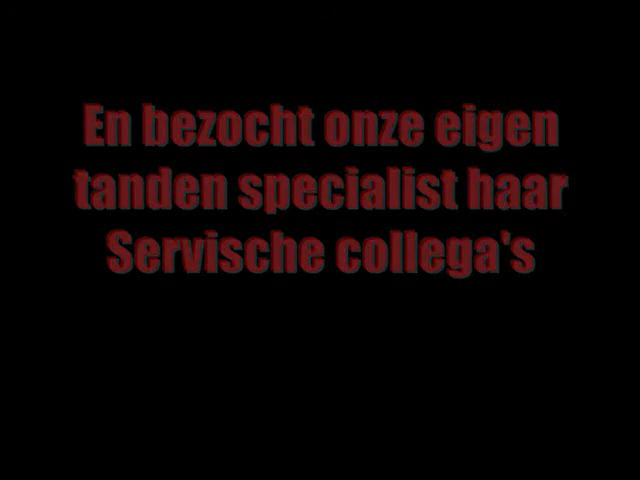 En bezocht onze eigen
tanden specialist haar
Servische collega's